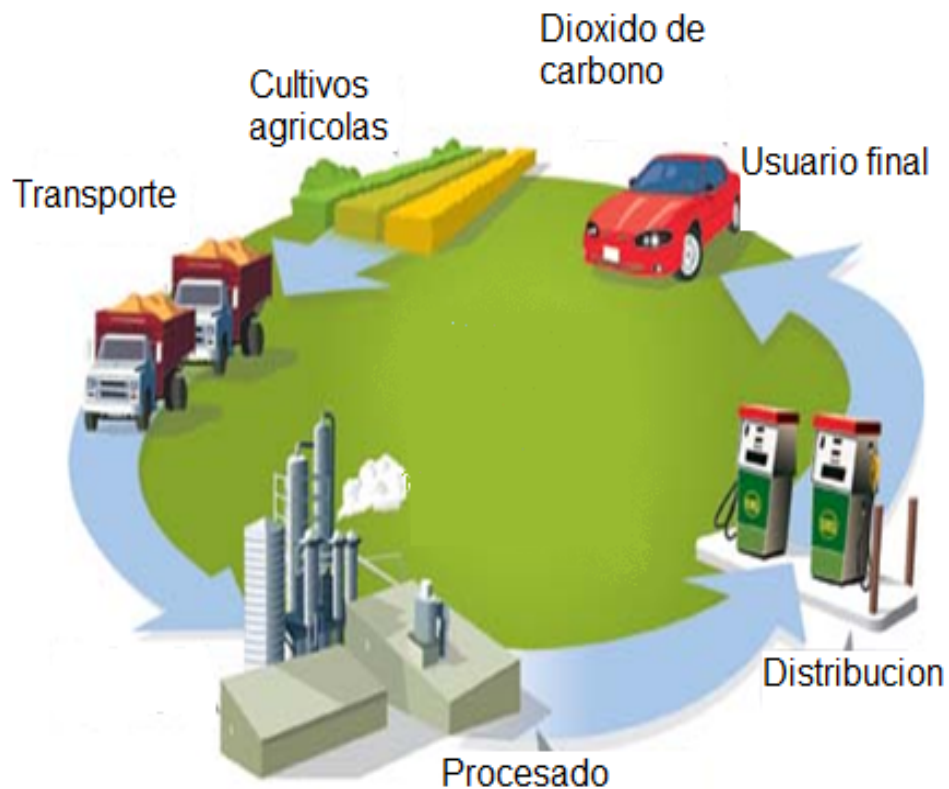 Dioxido de
carbono
Cultivos
agricolas
Usuario final
Transporte
Distribucion
Procesado